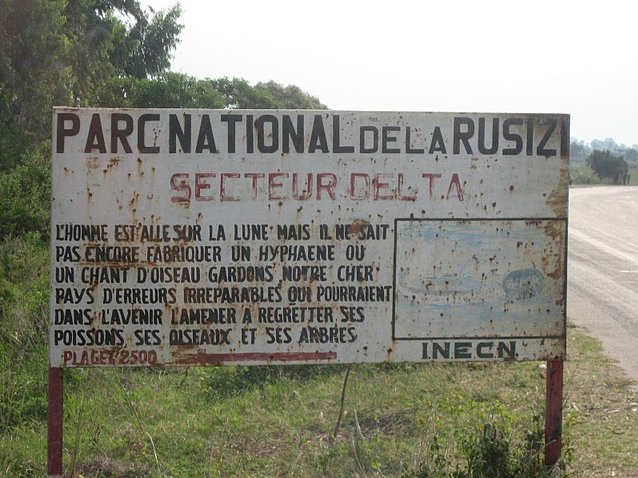 PARC NATIONAL DE LA RUSIZI
SECTEUR DELTA
L'HOMME EST ALLE SUR LA LUNE MAIS IL NE SAIT
PAS ENCORE FABRIQUER UN HYPHAENE OU
UN CHANT D'OISEAU GARDONS NOTRE CHER
PAYS D'ERREURS IRREPARABLES QUI POURRAIENT
DANS L'AVENIR L'AMENER A REGRETTER SES
POISSONS SES OISEAUX ET SES ARBRES
PLAGET 2500
INECN